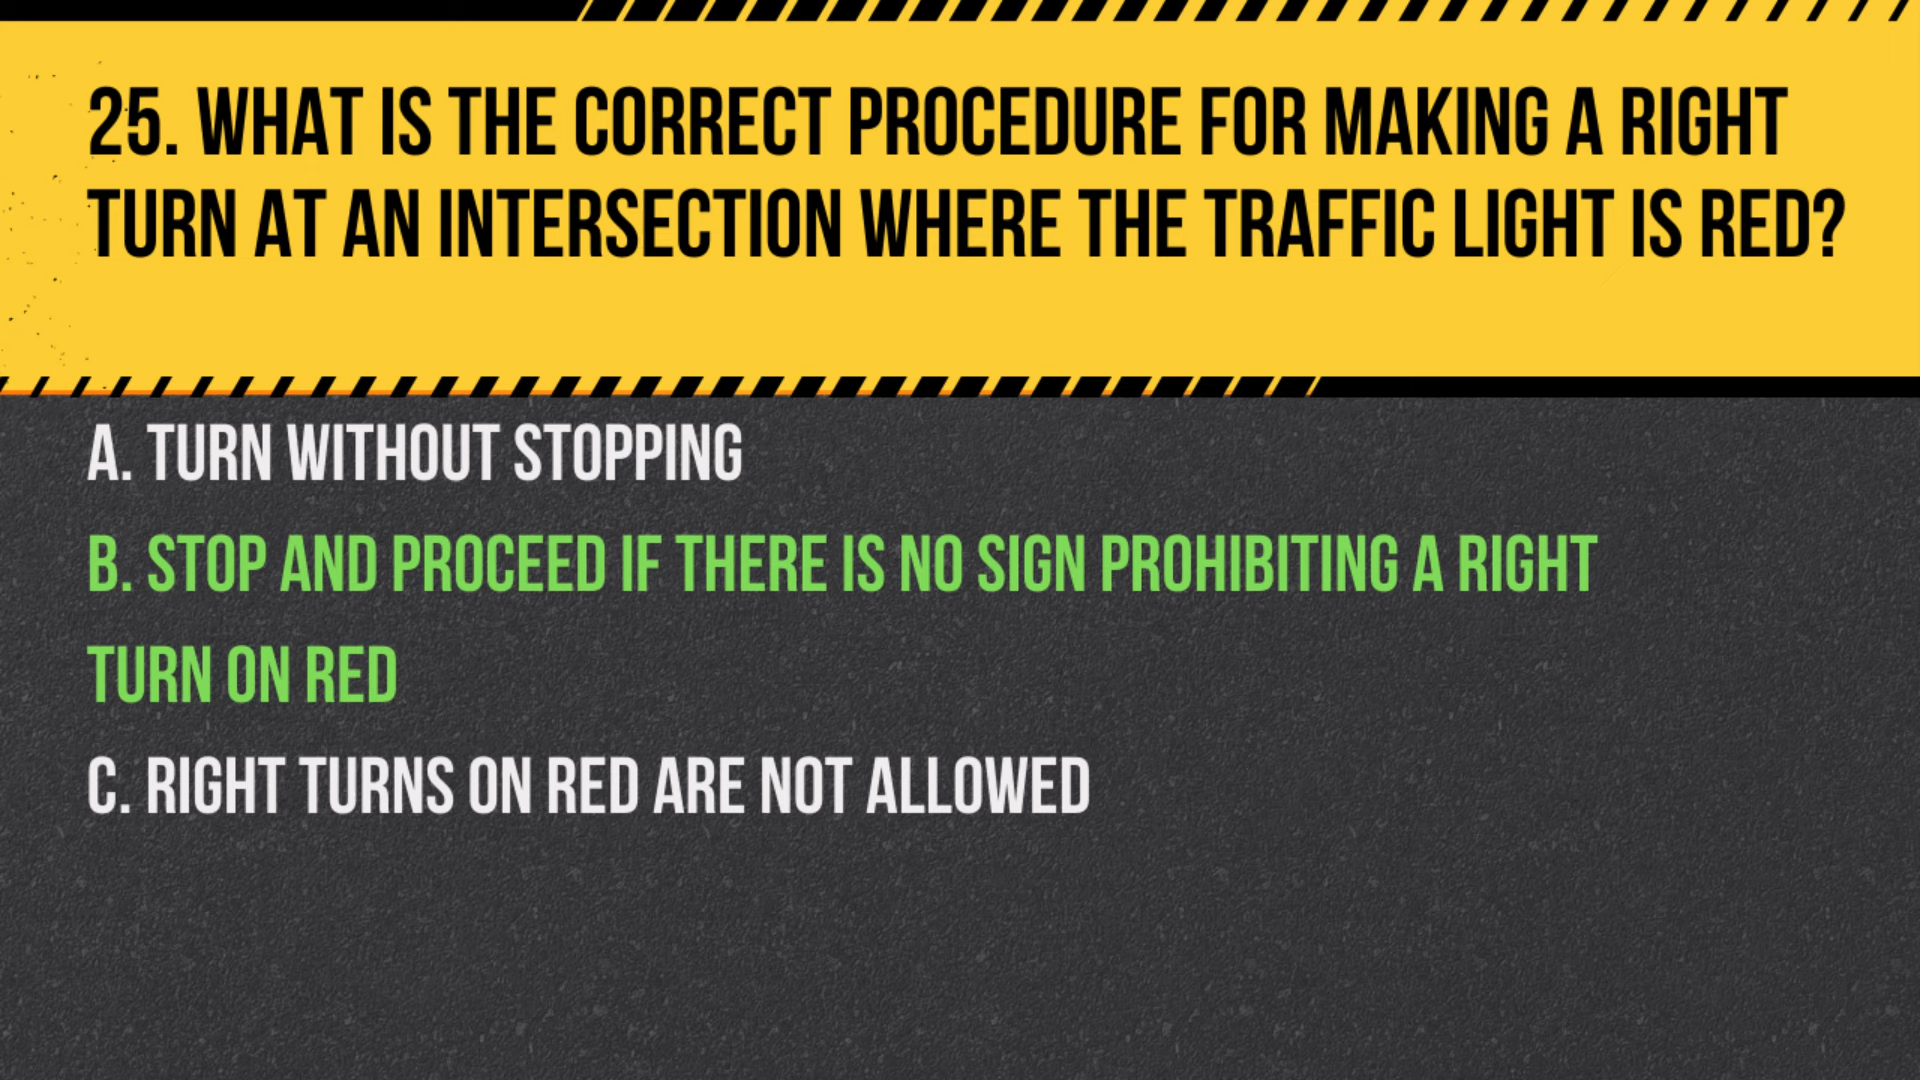 25. WHAT IS THE CORRECT PROCEDURE FOR MAKING A RIGHT
TURN AT AN INTERSECTION WHERE THE TRAFFIC LIGHT IS RED?
A. TURN WITHOUT STOPPING
B. STOP AND PROCEED IF THERE IS NO SIGN PROHIBITING A RIGHT
TURN ON RED
C. RIGHT TURNS ON RED ARE NOT ALLOWED